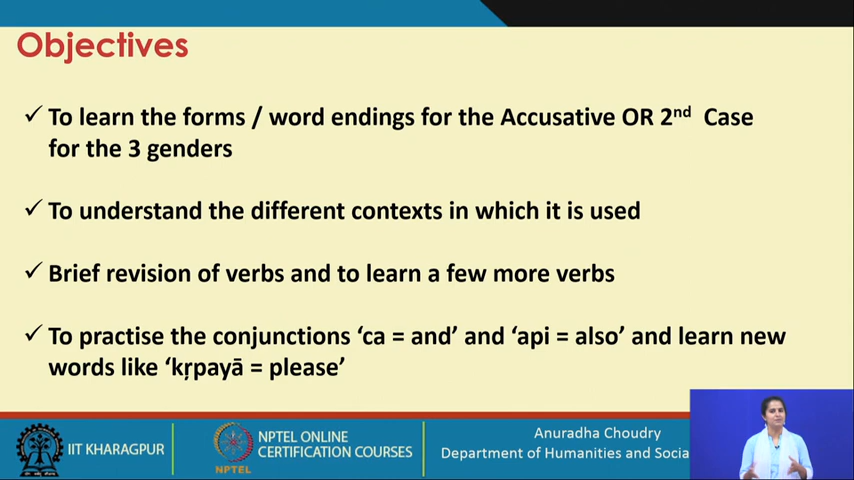 Objectives
✓ To learn the forms / word endings for the Accusative OR 2nd Case
for the 3 genders
✓ To understand the different contexts in which it is used
✓ Brief revision of verbs and to learn a few more verbs
✓ To practise the conjunctions ‘ca = and’ and ‘api = also’ and learn new
words like ‘kṛpayā = please’
IIT KHARAGPUR
NPTEL
NPTEL ONLINE
CERTIFICATION COURSES
Anuradha Choudry
Department of Humanities and Socia